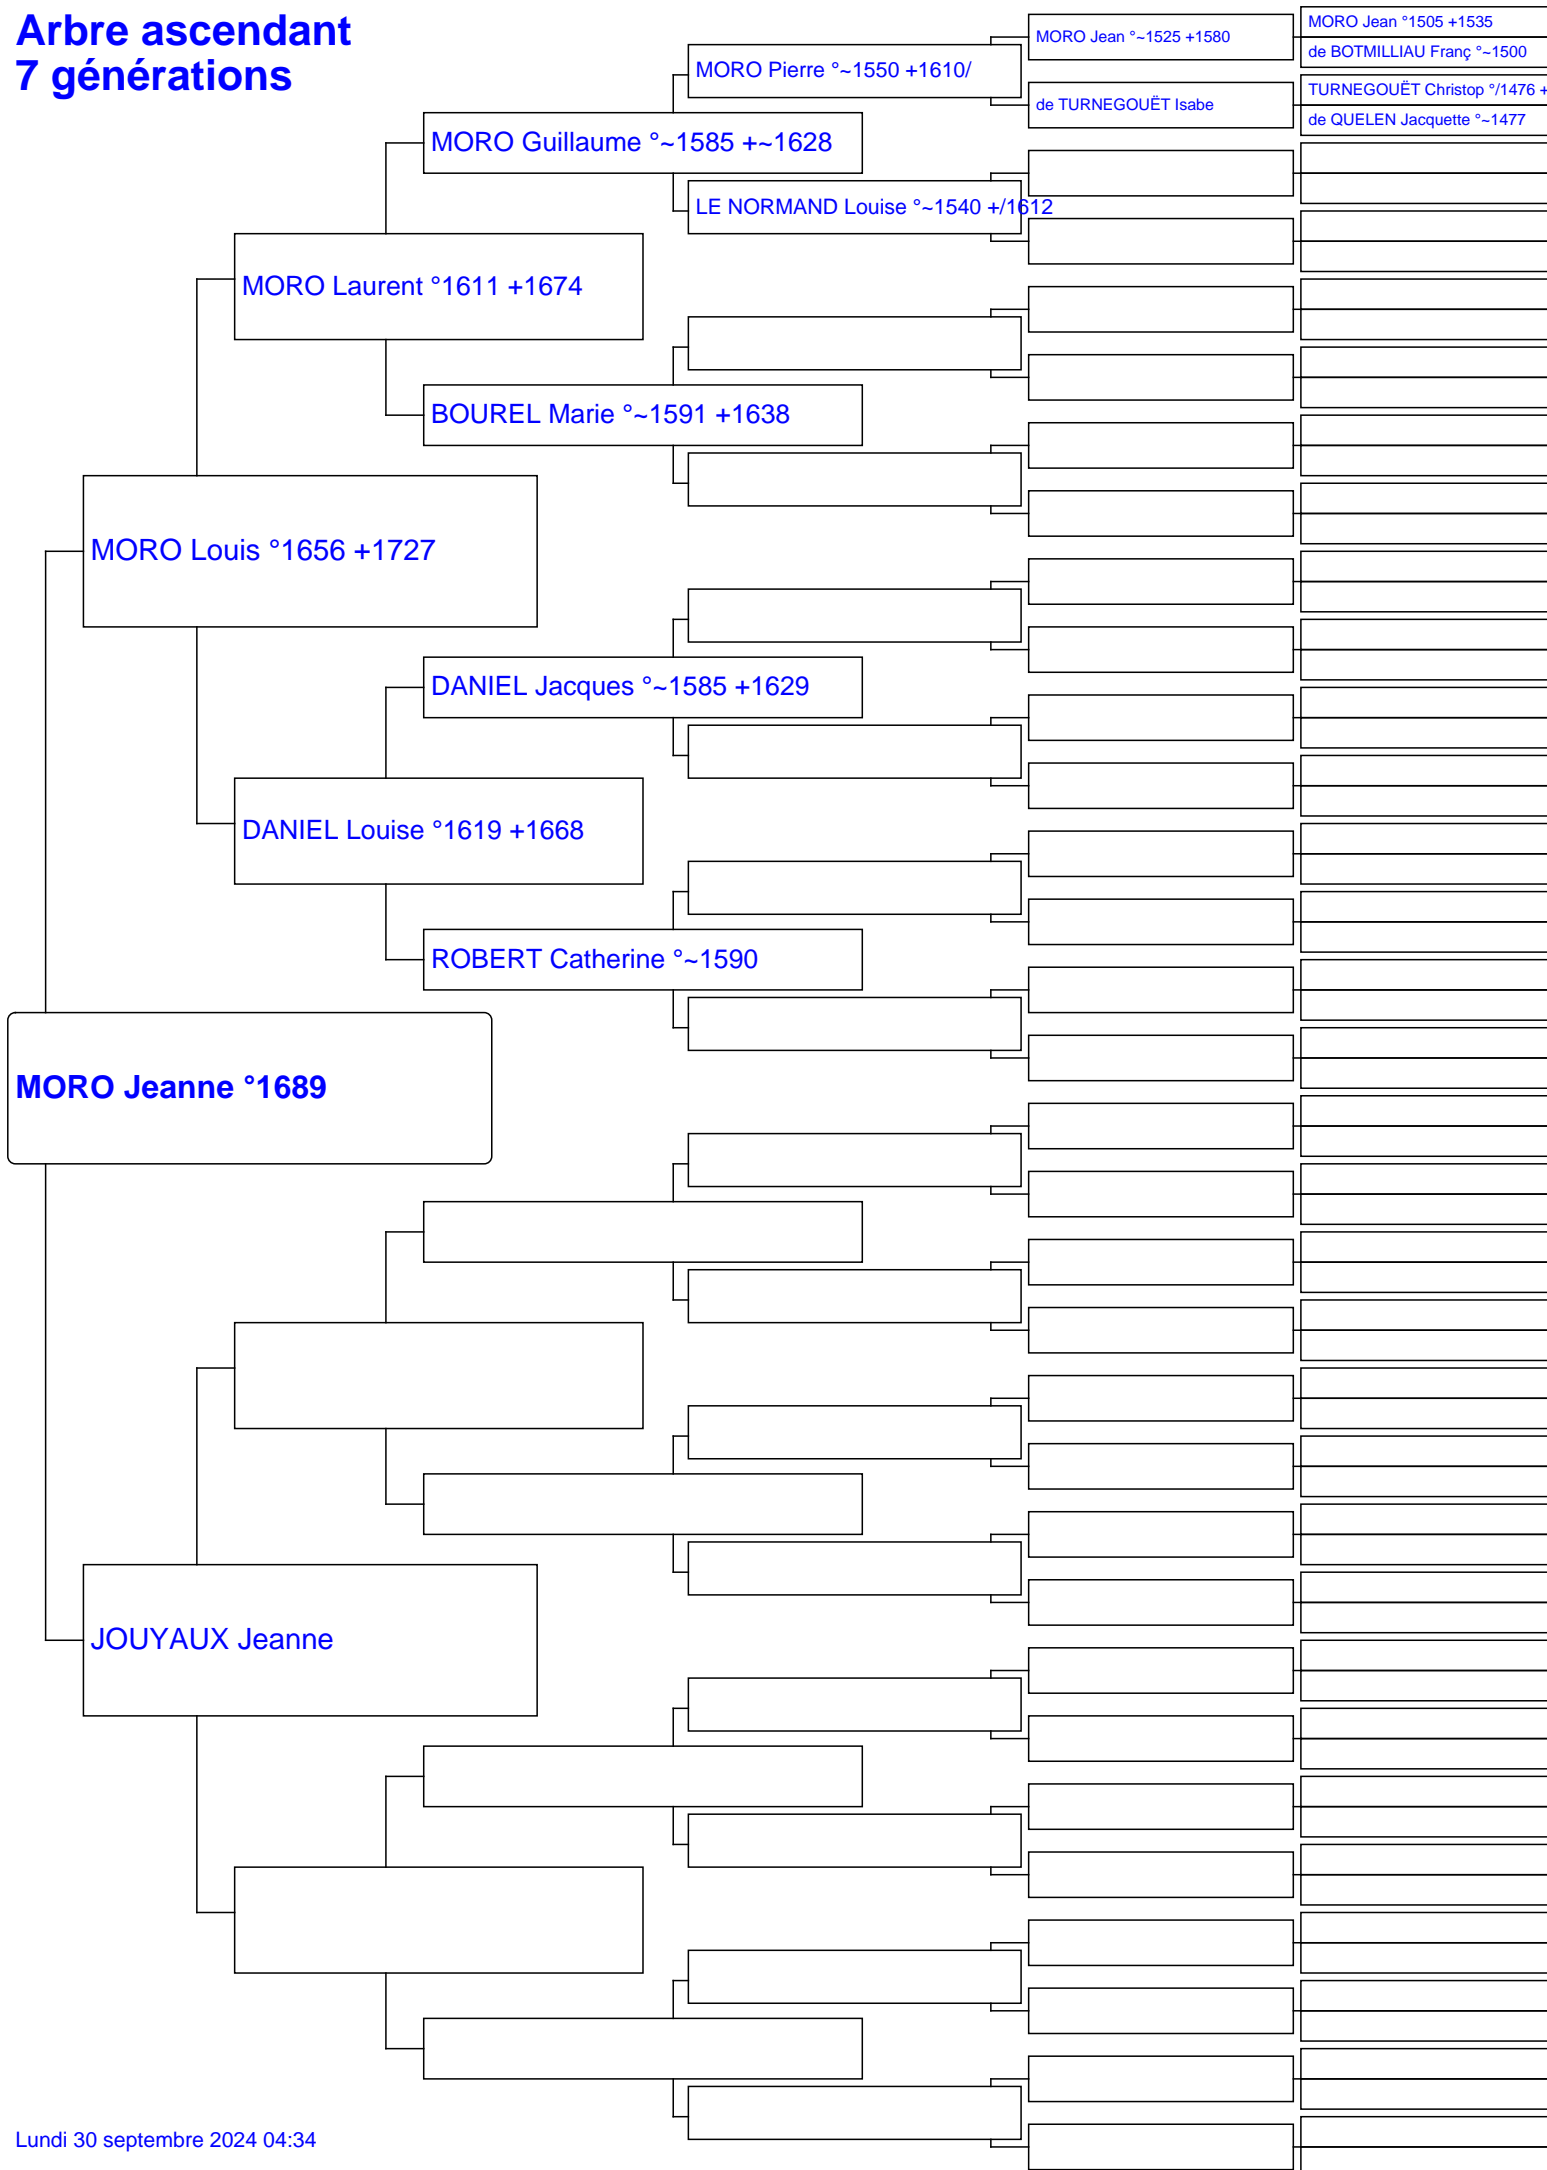 Arbre ascendant
7 générations
MORO Jean °1505 +1535
MORO Jean °~1525 +1580
de BOTMILLIAU Franç °~1500
MORO Pierre °~1550 +1610/
TURNEGOUËT Christop °/1476 +
de TURNEGOUËT Isabe
de QUELEN Jacquette °~1477
MORO Guillaume °~1585 +~1628
LE NORMAND Louise °~1540 +/1612
MORO Laurent °1611 +1674
BOUREL Marie °~1591 +1638
MORO Louis °1656 +1727
DANIEL Jacques °~1585 +1629
DANIEL Louise °1619 +1668
ROBERT Catherine °~1590
MORO Jeanne °1689
JOUYAUX Jeanne
Lundi 30 septembre 2024 04:34